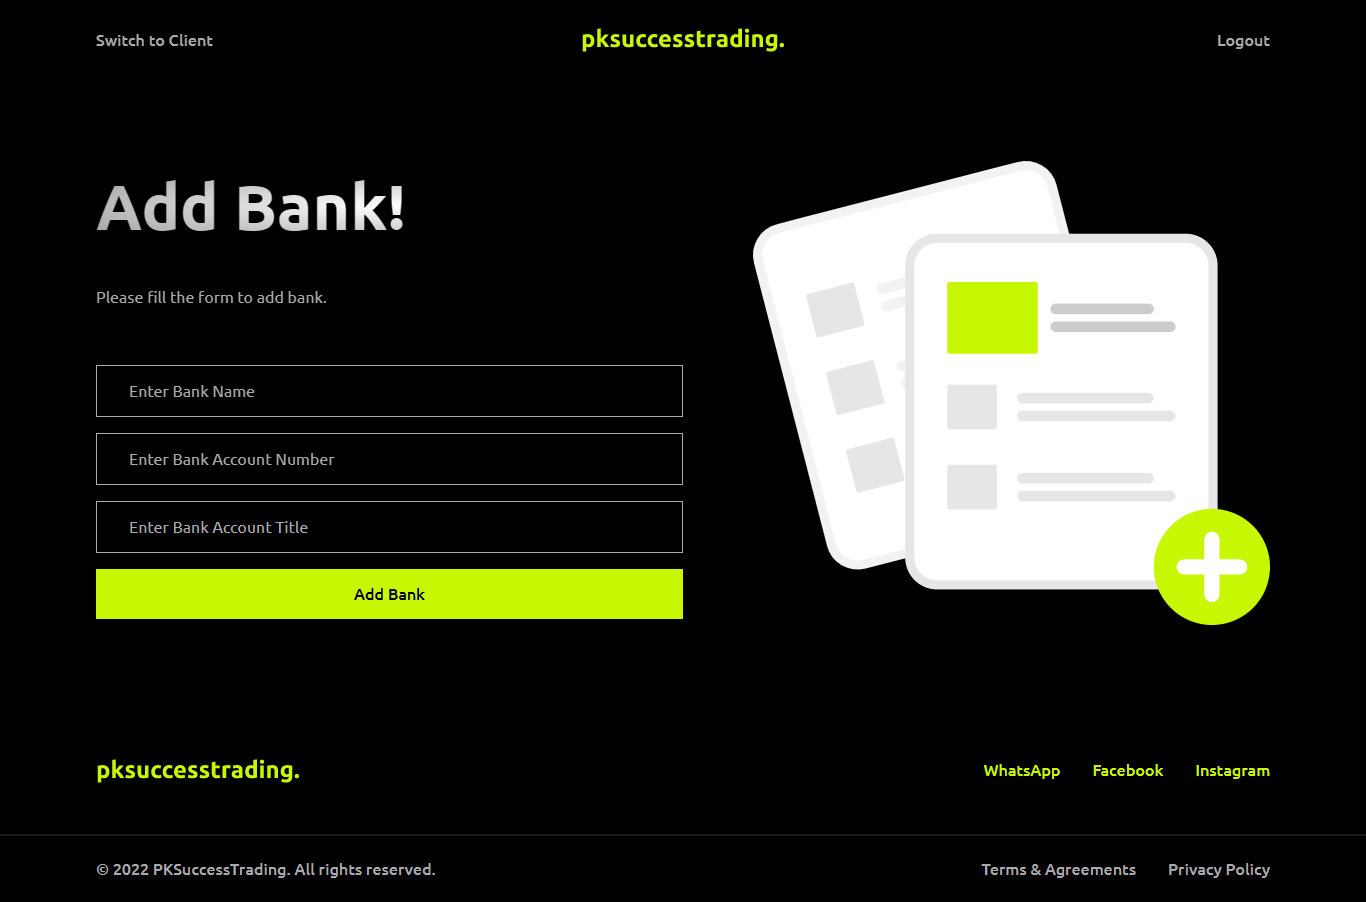 Switch to Client
pksuccesstrading.
Logout
Add Bank!
Please fill the form to add bank.
Enter Bank Name
Enter Bank Account Number
Enter Bank Account Title
Add Bank
pksuccesstrading.
WhatsApp
Facebook
Instagram
© 2022 PKSuccessTrading. All rights reserved.
Terms & Agreements
Privacy Policy